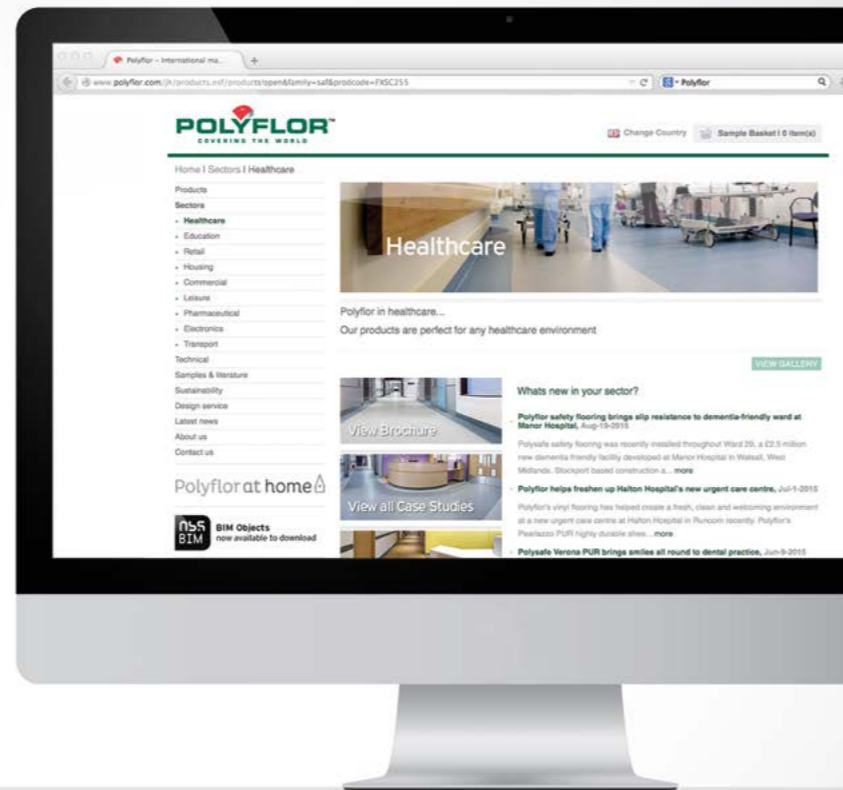 Polyflor – International ma...
www.polyflor.com/jh/products.nsf/products/open&family=saf&prodcode=FXSC255
Polyflor
POLYFLOR™
COVERING THE WORLD
Change Country
Sample Basket | 0 item(s)
Home | Sectors | Healthcare
Products
Sectors
Healthcare
Education
Retail
Housing
Commercial
Leisure
Pharmaceutical
Electronics
Transport
Technical
Samples & literature
Sustainability
Design service
Latest news
About us
Contact us
Polyflor at home
nbs BIM
BIM Objects
now available to download
Healthcare
Polyflor in healthcare...
Our products are perfect for any healthcare environment
VIEW GALLERY
View Brochure
View all Case Studies
Whats new in your sector?
Polyflor safety flooring brings slip resistance to dementia-friendly ward at
Manor Hospital, Aug-19-2015
Polysafe safety flooring was recently installed throughout Ward 29, a £2.5 million
new dementia friendly facility developed at Manor Hospital in Walsall, West
Midlands. Stockport based construction a... more
Polyflor helps freshen up Halton Hospital's new urgent care centre, Jul-1-2015
Polyflor's vinyl flooring has helped create a fresh, clean and welcoming environment
at a new urgent care centre at Halton Hospital in Runcorn recently. Polyflor's
Pearlazzo PUR highly durable shee... more
Polysafe Verona PUR brings smiles all round to dental practice, Jun-9-2015